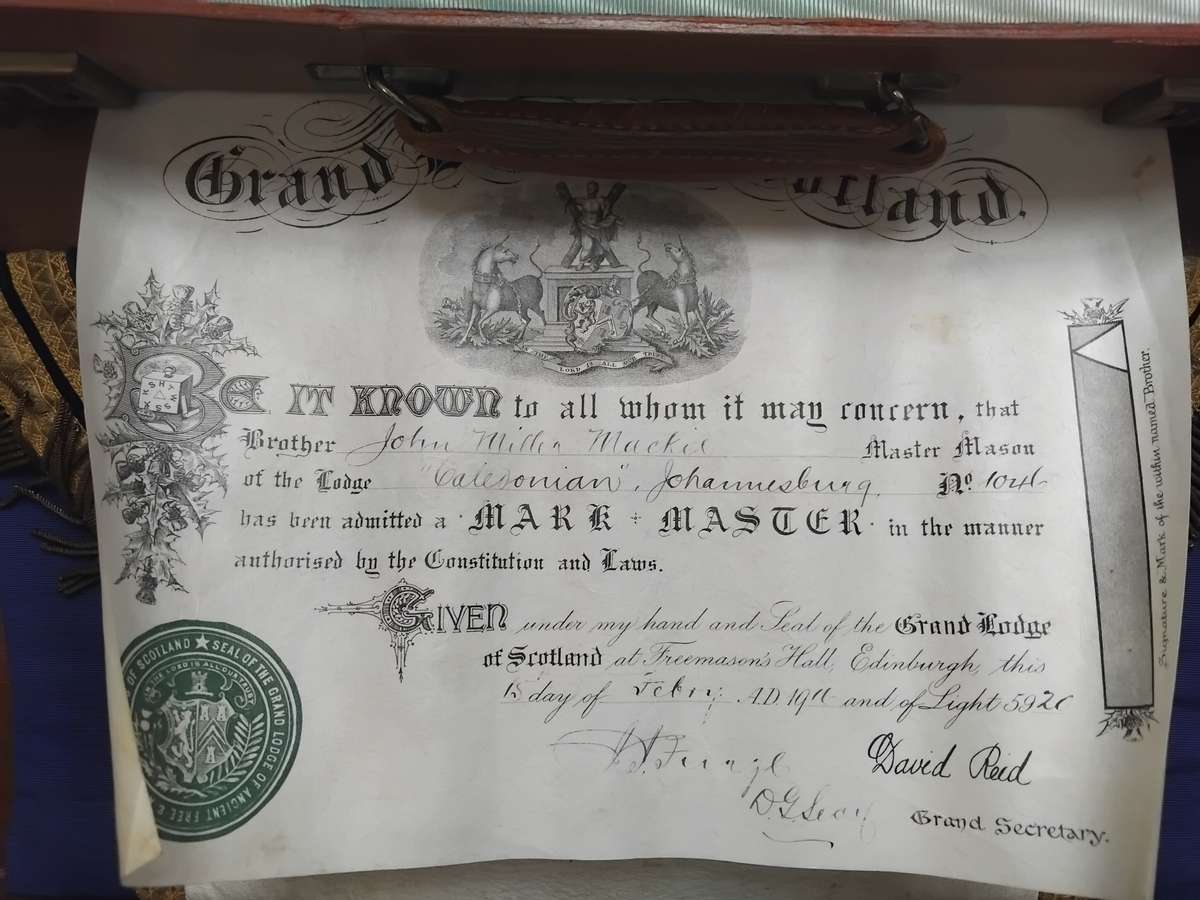 Grand
land.
THE LORD IS ALL OUR TRUST
BE IT KNOWN to all whom it may concern, that
Brother John Miller Mackie Master Mason
of the Lodge "Caledonian", Johannesburg, No.
has been admitted a MARK MASTER in the manner
authorised by the Constitution and Laws.
GIVEN under my hand and Seal of the Grand Lodge
of Scotland at Freemason's Hall, Edinburgh, this
15 day of Febry A.D. 19 and of Light 592
David Reid
D. G. Secy
Grand Secretary.
OF SCOTLAND ★ SEAL OF THE GRAND LODGE OF ANCIENT FREE &
THE LORD IS ALL OUR TRUST
Signature & Mark of the within named Brother.